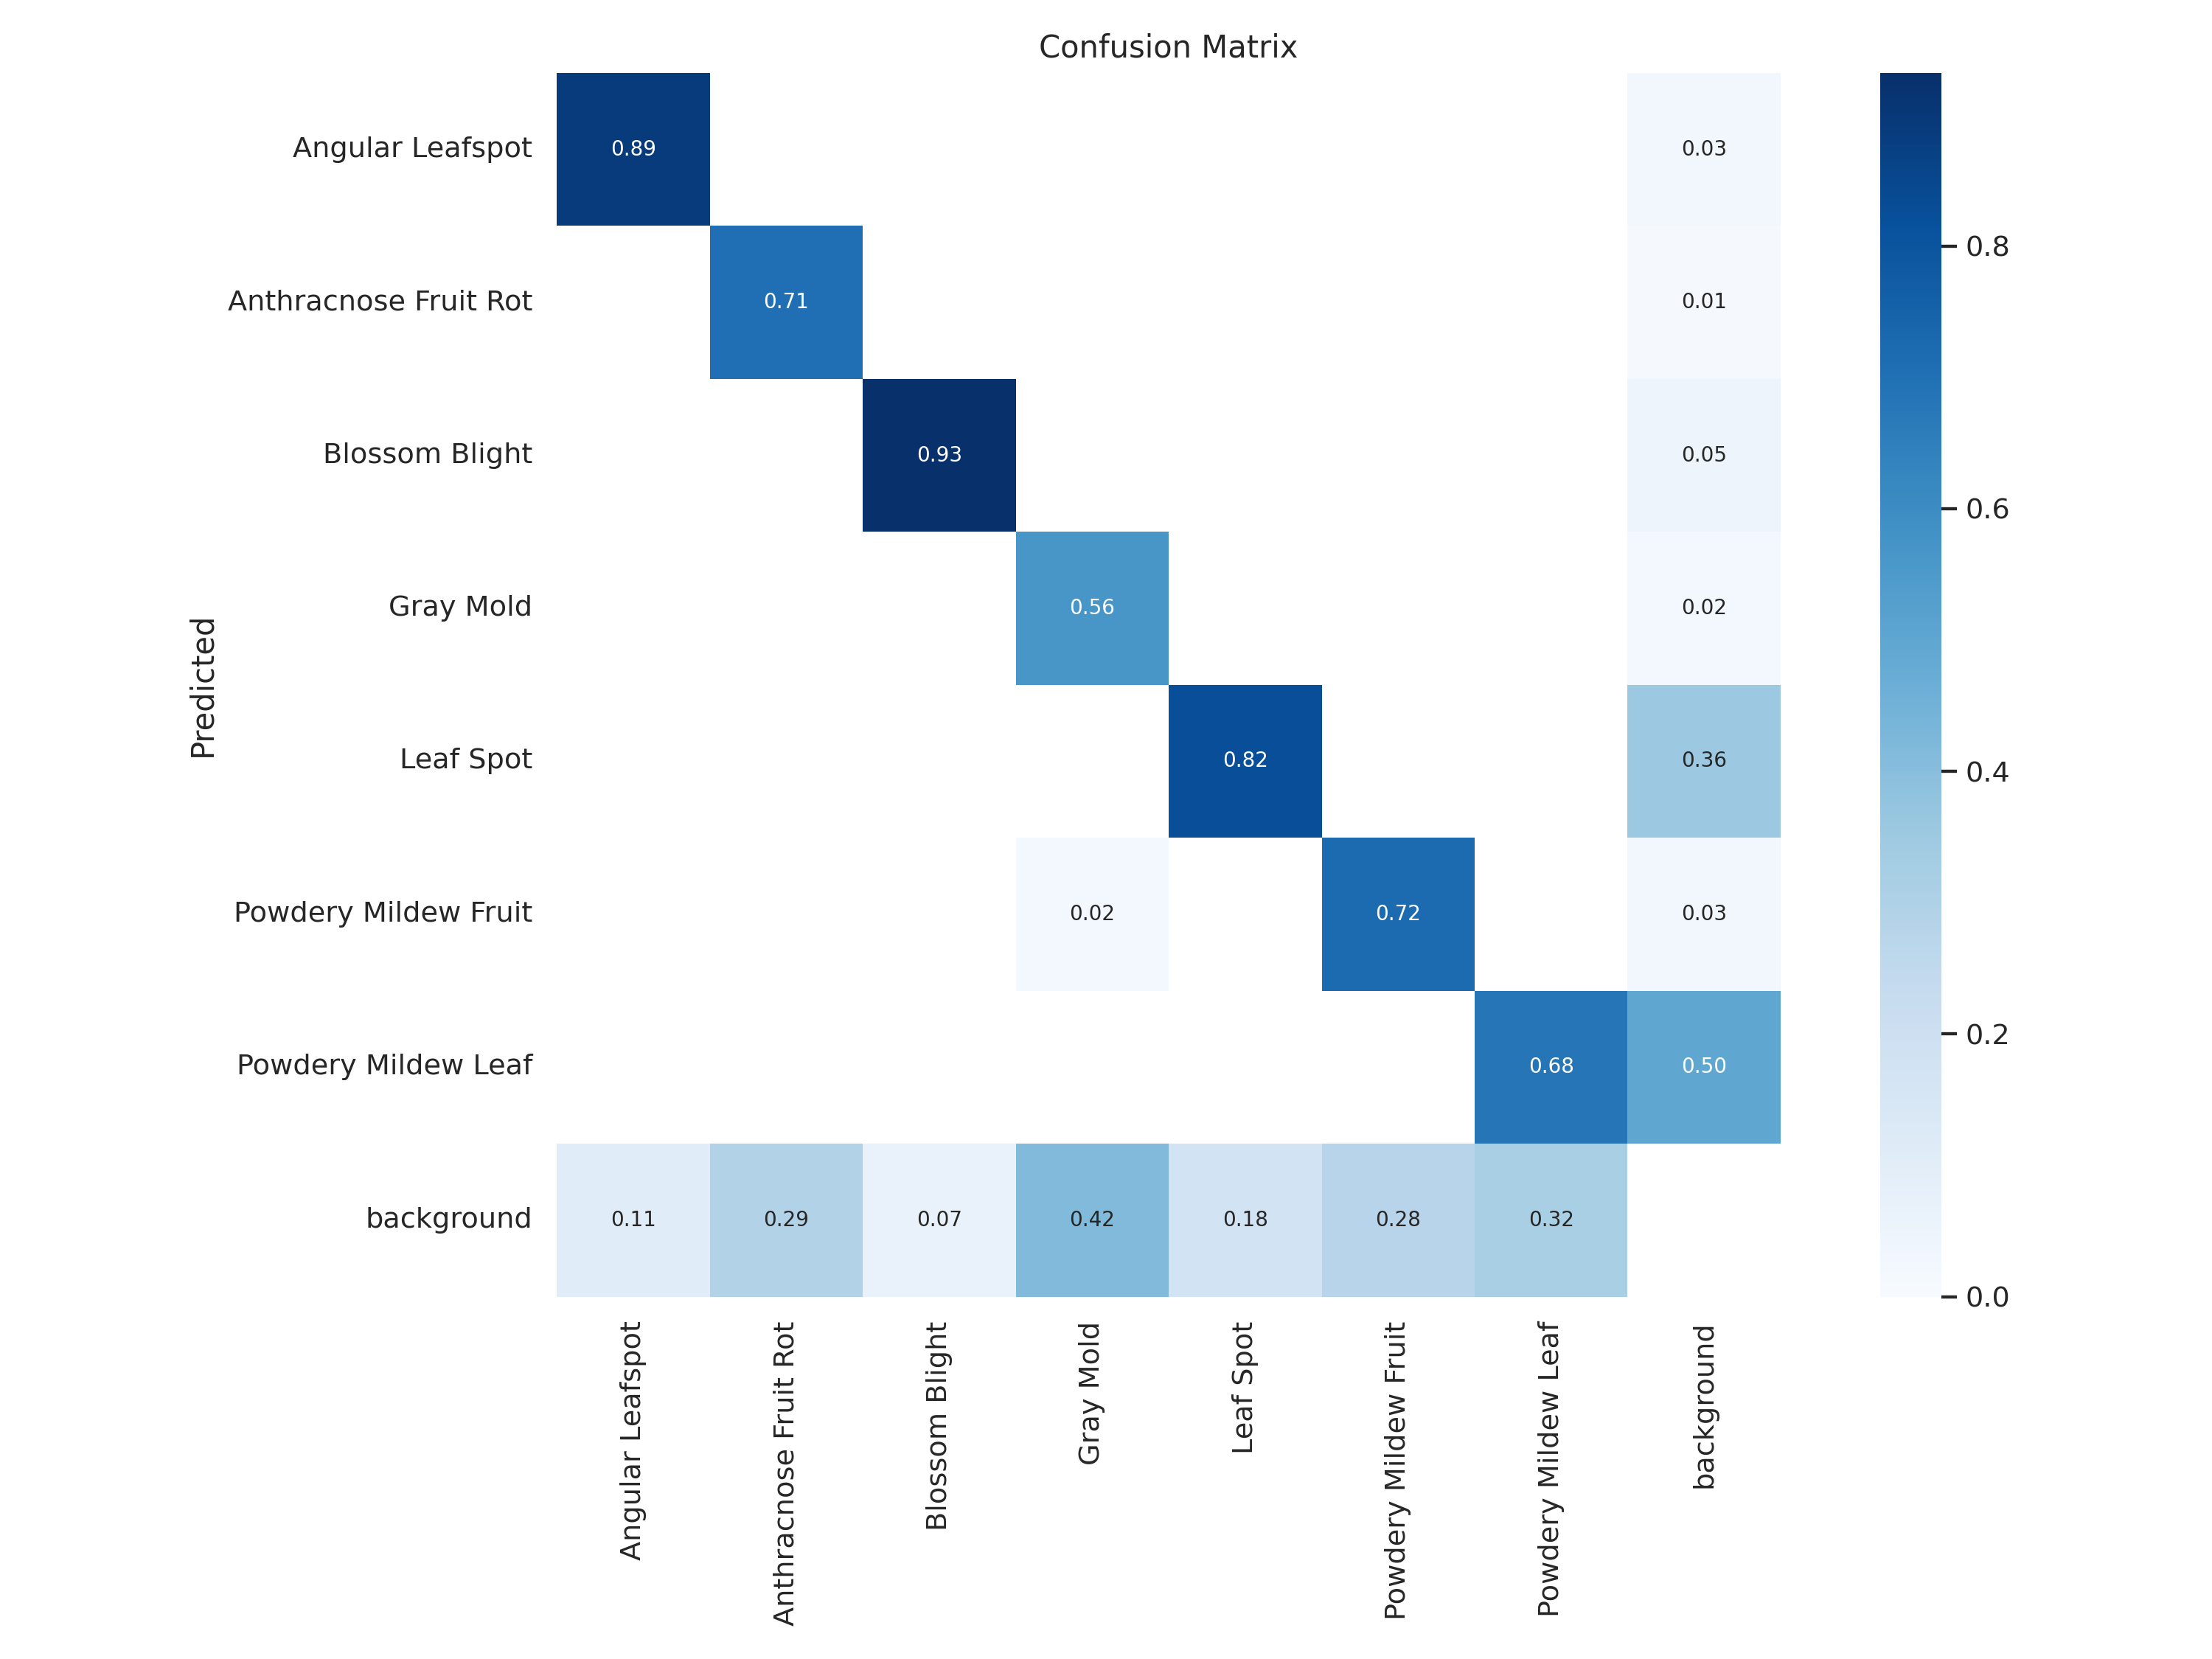 Confusion Matrix
Predicted
Angular Leafspot 0.89 0.03
Anthracnose Fruit Rot 0.71 0.01
Blossom Blight 0.93 0.05
Gray Mold 0.56 0.02
Leaf Spot 0.82 0.36
Powdery Mildew Fruit 0.02 0.72 0.03
Powdery Mildew Leaf 0.68 0.50
background 0.11 0.29 0.07 0.42 0.18 0.28 0.32
Angular Leafspot
Anthracnose Fruit Rot
Blossom Blight
Gray Mold
Leaf Spot
Powdery Mildew Fruit
Powdery Mildew Leaf
background
0.8
0.6
0.4
0.2
0.0